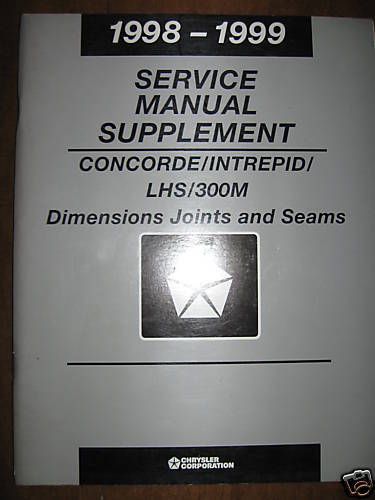 1998 – 1999
SERVICE
MANUAL
SUPPLEMENT
CONCORDE/INTREPID/
LHS/300M
Dimensions Joints and Seams
CHRYSLER
CORPORATION